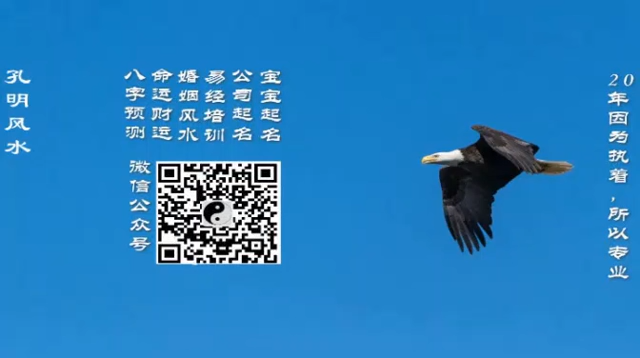 孔明风水
八字预测
命运财运
婚姻风水
易经培训
公司起名
宝宝起名
微信公众号
20年因为执着，所以专业